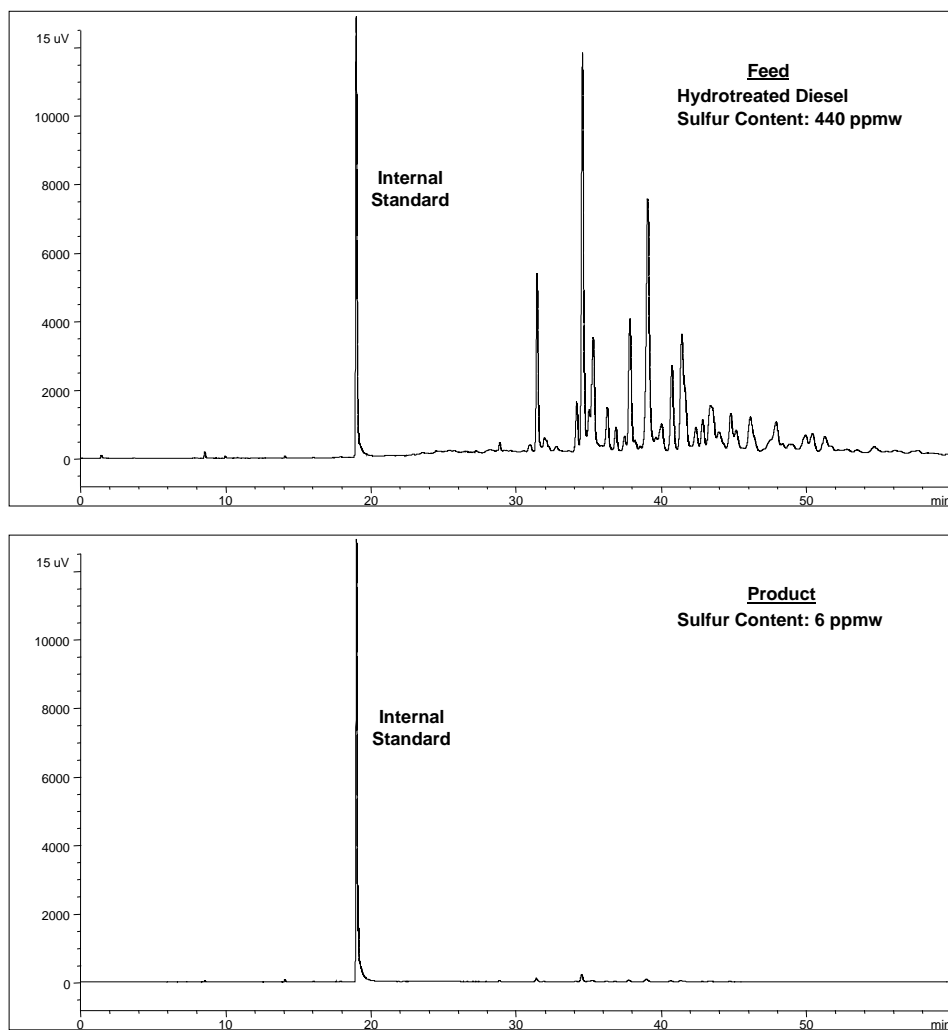 15 uV
Feed
Hydrotreated Diesel
Sulfur Content: 440 ppmw
10000
Internal
Standard
8000
6000
4000
2000
0
0 10 20 30 40 50 min
15 uV
Product
Sulfur Content: 6 ppmw
10000
Internal
Standard
8000
6000
4000
2000
0
0 10 20 30 40 50 min